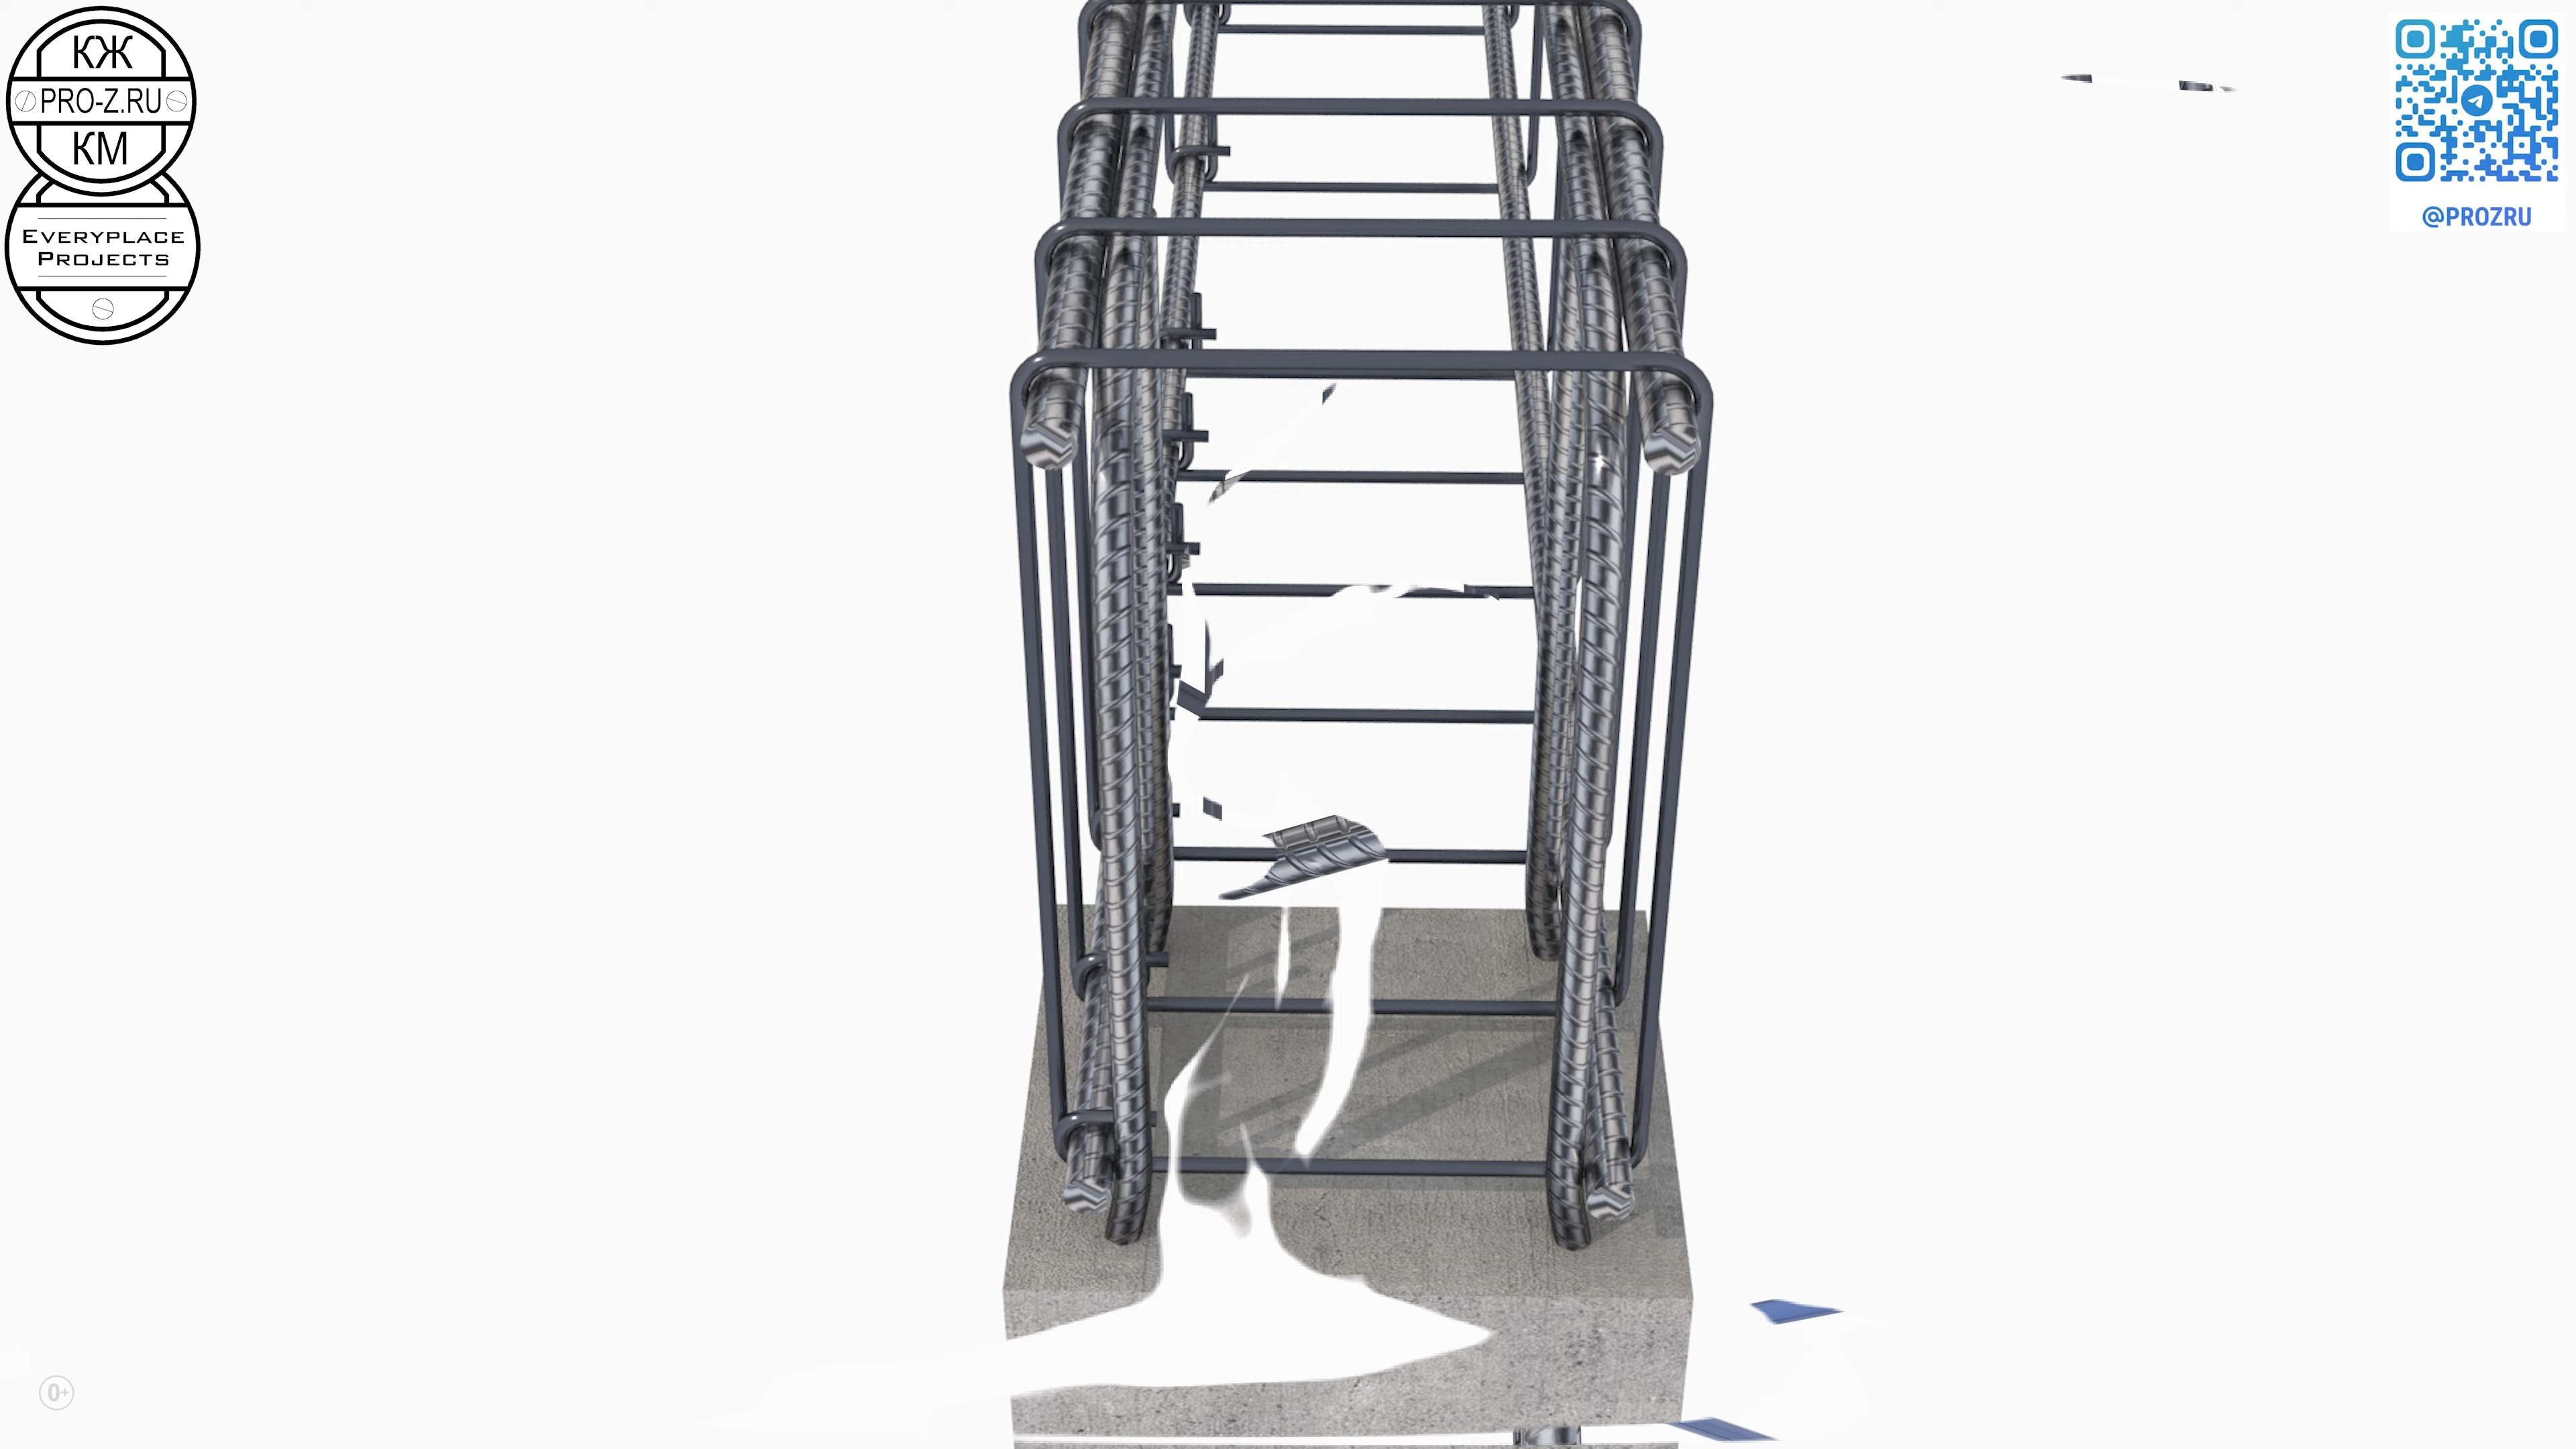 КЖ
PRO-Z.RU
КМ
EVERYPLACE
PROJECTS
@PROZRU
0+